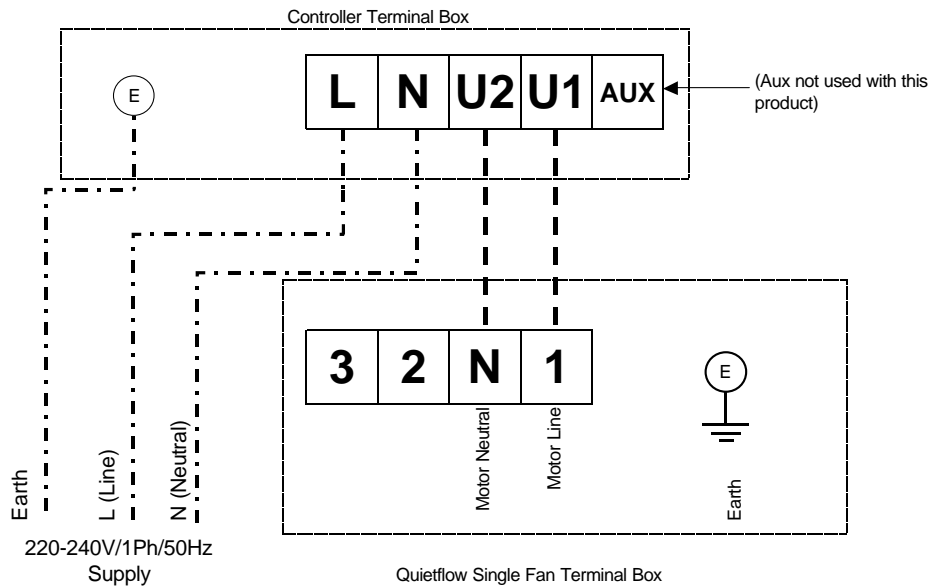 Controller Terminal Box
E
L N U2 U1 AUX
(Aux not used with this
product)
3 2 N 1
E
Motor Neutral
Motor Line
Earth
Earth
L (Line)
N (Neutral)
220-240V/1Ph/50Hz
Supply
Quietflow Single Fan Terminal Box